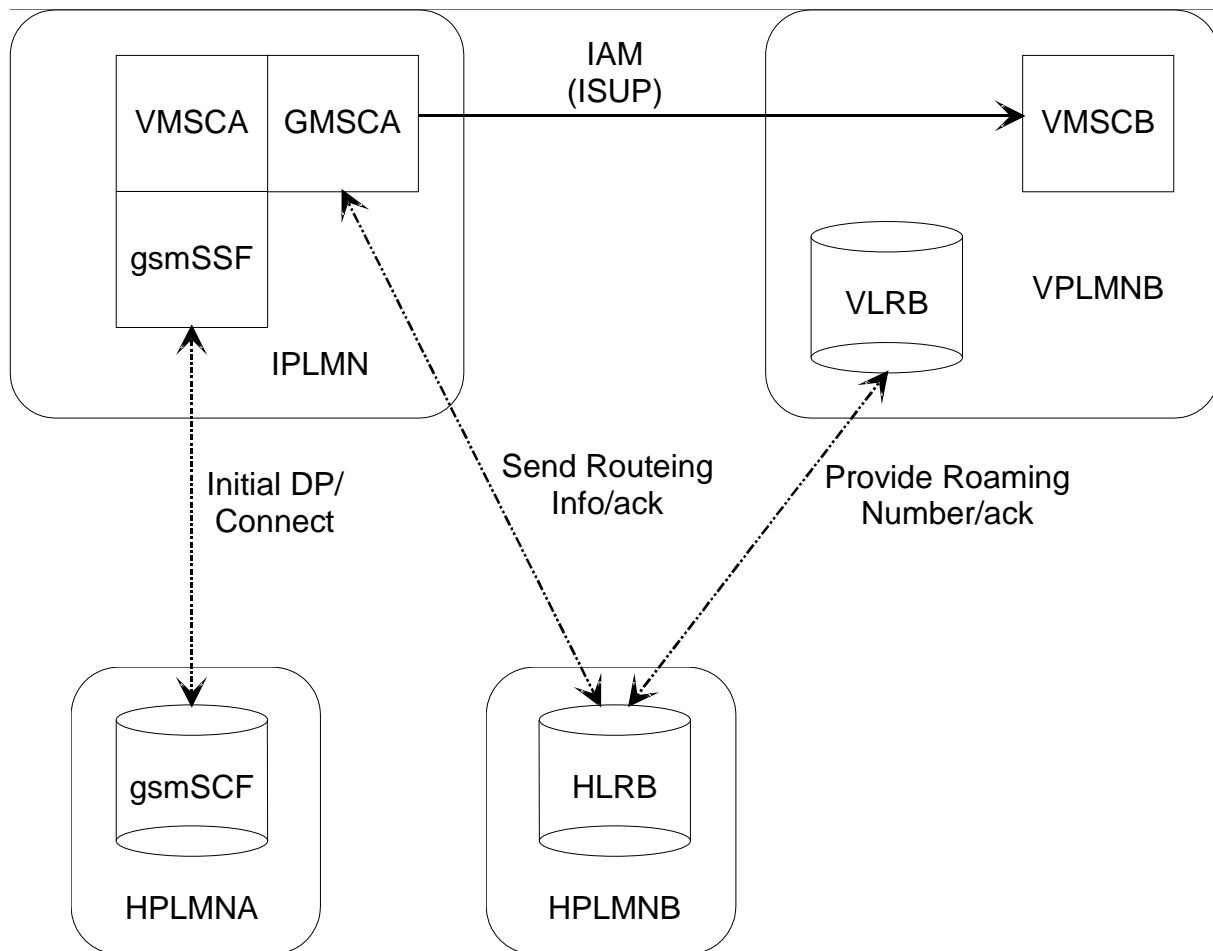 IAM
(ISUP)
VMSCA
GMSCA
VMSCB
gsmSSF
VLRB
VPLMNB
IPLMN
Send Routeing
Info/ack
Provide Roaming
Number/ack
Initial DP/
Connect
gsmSCF
HLRB
HPLMNA
HPLMNB